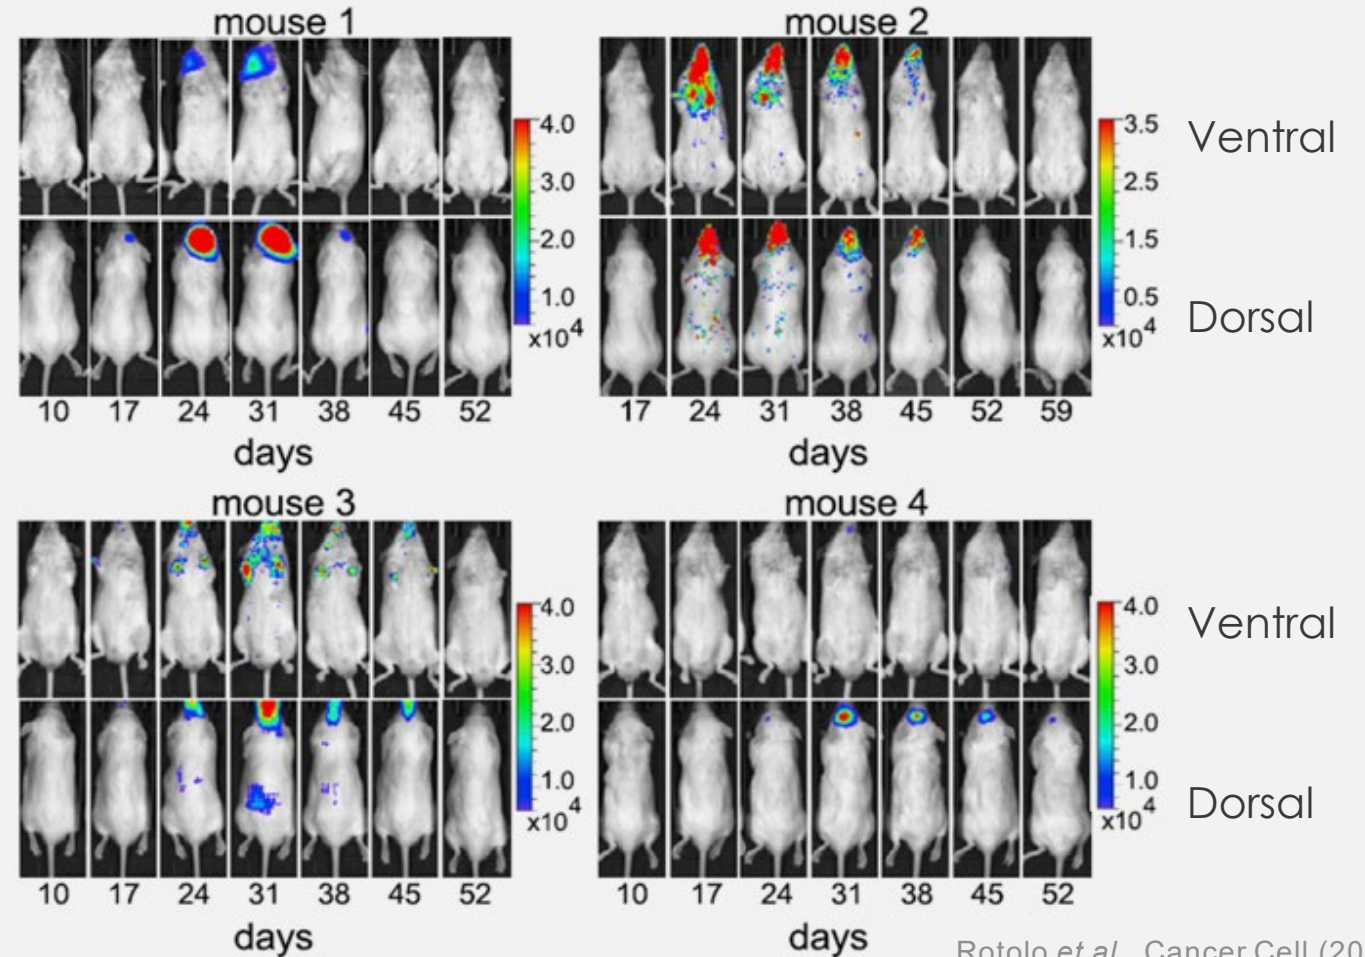 mouse 1
4.0
3.0
2.0
1.0
x10^4
10 17 24 31 38 45 52
days
mouse 2
3.5
2.5
1.5
0.5
x10^4
17 24 31 38 45 52 59
days
Ventral
Dorsal
mouse 3
4.0
3.0
2.0
1.0
x10^4
10 17 24 31 38 45 52
days
mouse 4
4.0
3.0
2.0
1.0
x10^4
10 17 24 31 38 45 52
days
Ventral
Dorsal
Rotolo et al., Cancer Cell (20